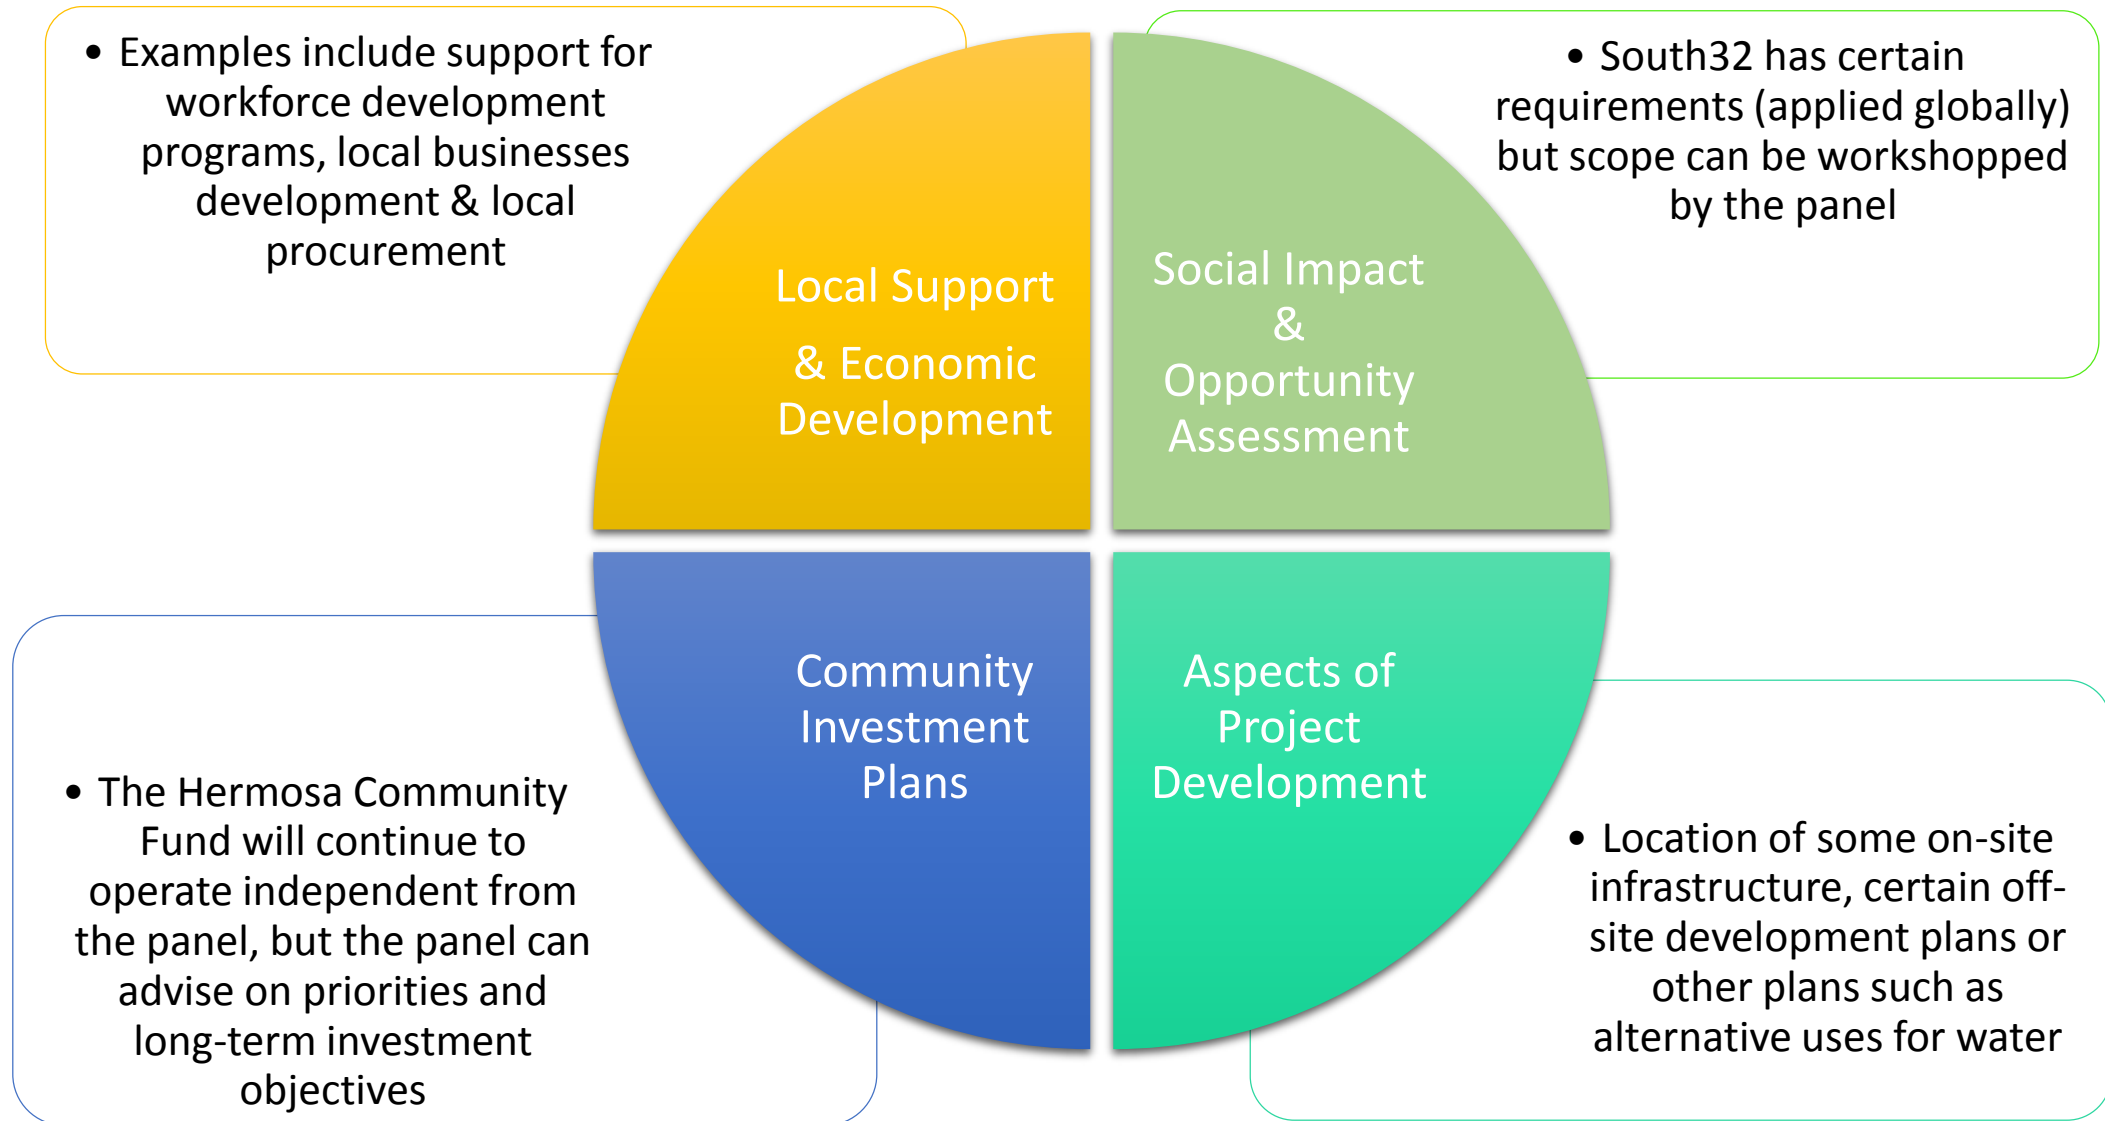 • Examples include support for
workforce development
programs, local businesses
development & local
procurement
Local Support
& Economic
Development
Social Impact
&
Opportunity
Assessment
• South32 has certain
requirements (applied globally)
but scope can be workshopped
by the panel
• The Hermosa Community
Fund will continue to
operate independent from
the panel, but the panel can
advise on priorities and
long-term investment
objectives
Community
Investment
Plans
Aspects of
Project
Development
• Location of some on-site
infrastructure, certain off-
site development plans or
other plans such as
alternative uses for water